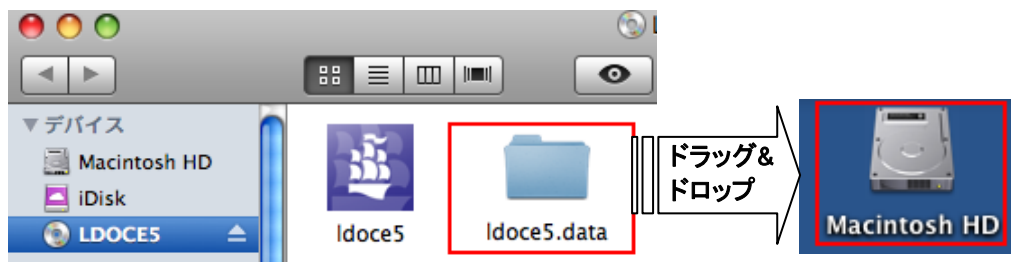 ▼デバイス
Macintosh HD
iDisk
LDOCE5
ldoce5
ldoce5.data
ドラッグ&
ドロップ
Macintosh HD